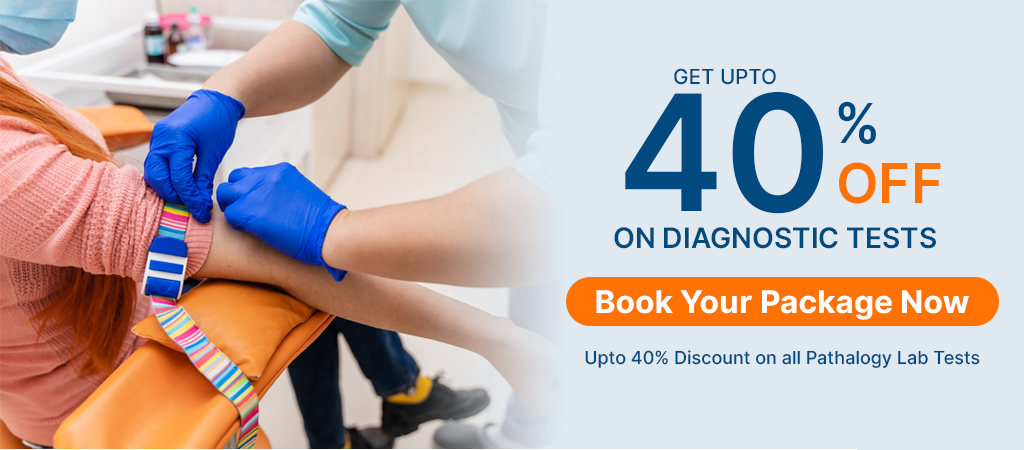 GET UPTO
40%
OFF
ON DIAGNOSTIC TESTS
Book Your Package Now
Upto 40% Discount on all Pathalogy Lab Tests